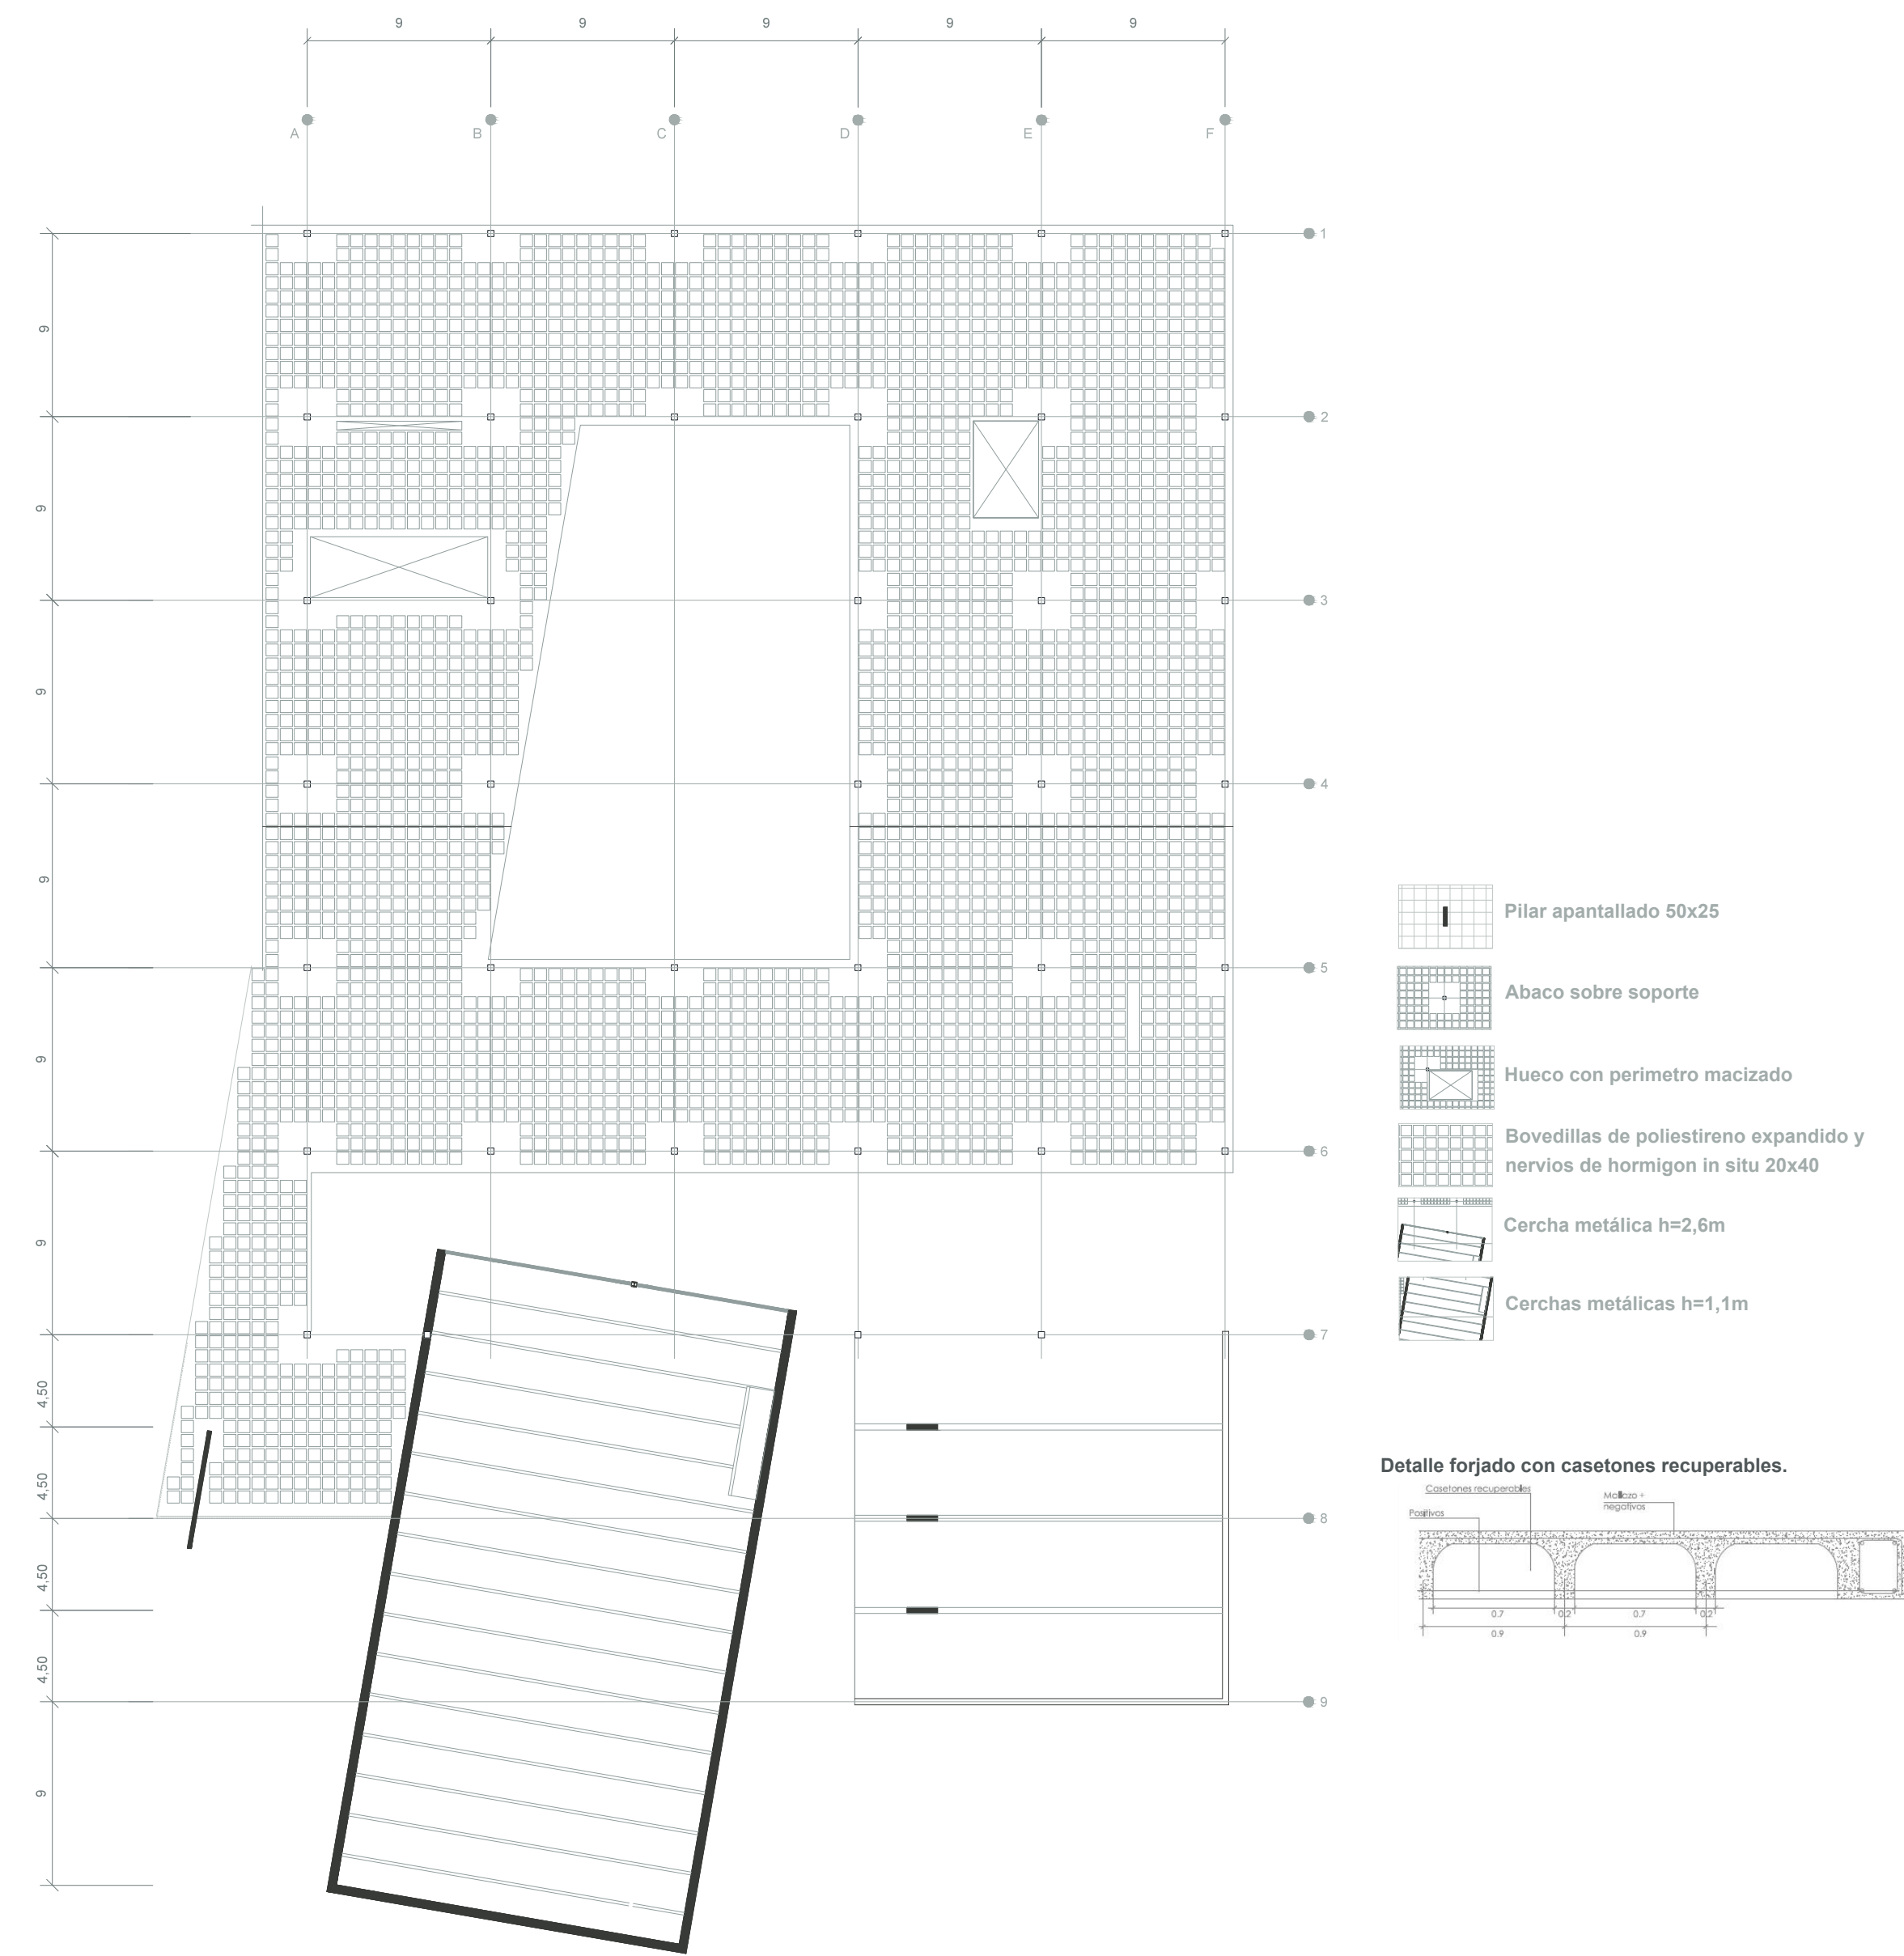 9 9 9 9 9
A B C D E F
1
9
2
9
3
9
4
9
5
9
6
9
7
4,50
4,50
8
4,50
4,50
9
9
Pilar apantallado 50x25
Abaco sobre soporte
Hueco con perimetro macizado
Bovedillas de poliestireno expandido y
nervios de hormigon in situ 20x40
Cercha metálica h=2,6m
Cerchas metálicas h=1,1m
Detalle forjado con casetones recuperables.
Casetones recuperables
Mallazo +
negativos
Positivos
0.7 0.2 0.7 0.2
0.9 0.9